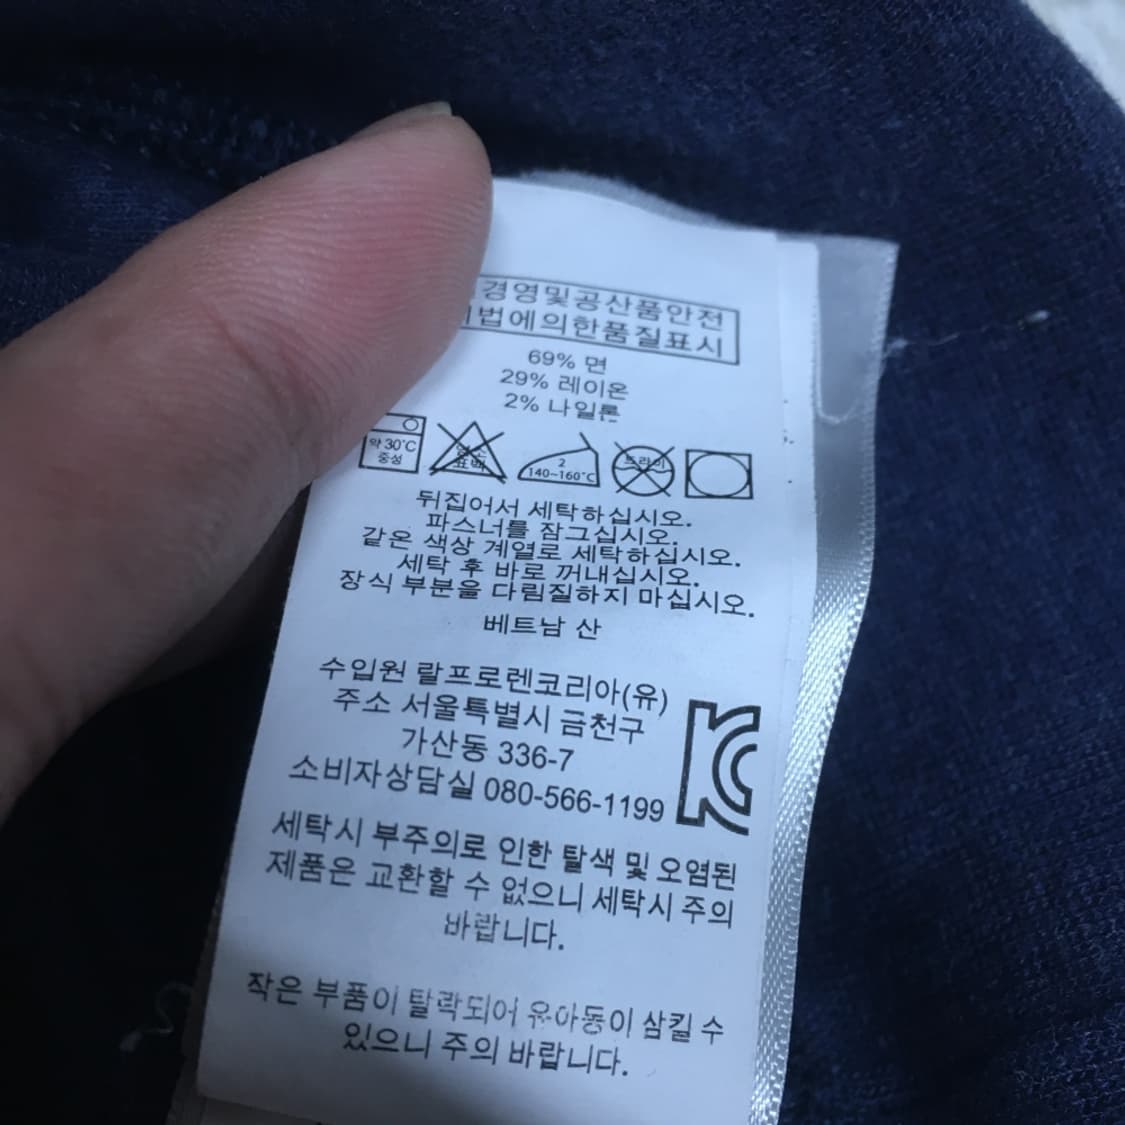 경영및공산품안전
법에의한품질표시
69% 면
29% 레이온
2% 나일론
약 30℃
중성
염소
표백
2
140~160℃
드라이
뒤집어서 세탁하십시오.
파스너를 잠그십시오.
같은 색상 계열로 세탁하십시오.
세탁 후 바로 꺼내십시오.
장식 부분을 다림질하지 마십시오.
베트남 산
수입원 랄프로렌코리아(유)
주소 서울특별시 금천구
가산동 336-7
소비자상담실 080-566-1199
세탁시 부주의로 인한 탈색 및 오염된
제품은 교환할 수 없으니 세탁시 주의
바랍니다.
작은 부품이 탈락되어 유아동이 삼킬 수
있으니 주의 바랍니다.